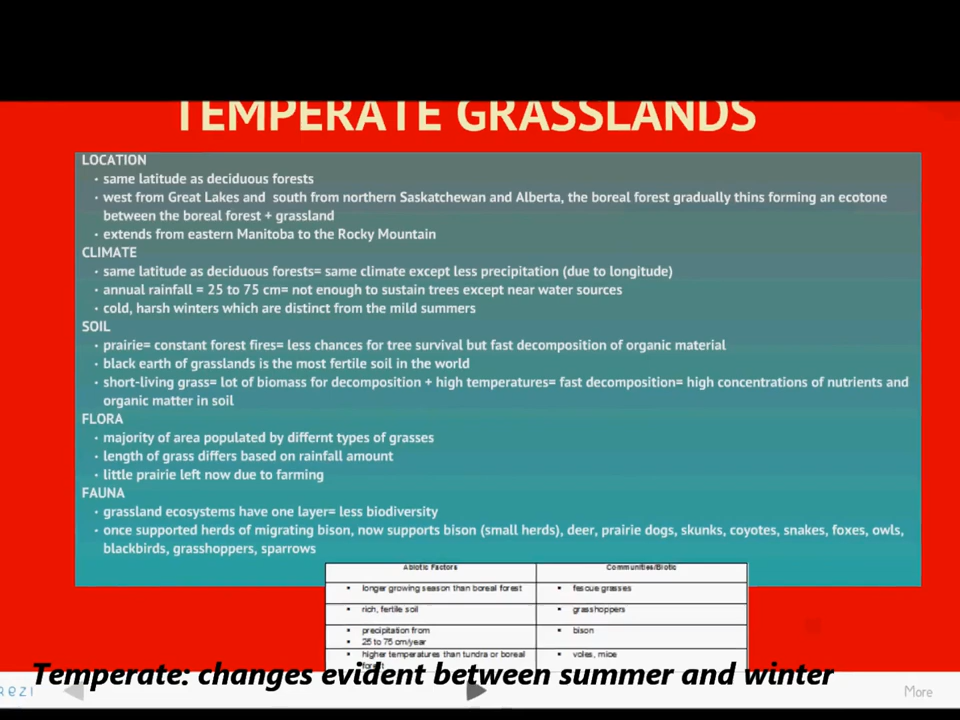 TEMPERATE GRASSLANDS
LOCATION
· same latitude as deciduous forests
· west from Great Lakes and south from northern Saskatchewan and Alberta, the boreal forest gradually thins forming an ecotone
between the boreal forest + grassland
· extends from eastern Manitoba to the Rocky Mountain
CLIMATE
· same latitude as deciduous forests= same climate except less precipitation (due to longitude)
· annual rainfall = 25 to 75 cm= not enough to sustain trees except near water sources
· cold, harsh winters which are distinct from the mild summers
SOIL
· prairie= constant forest fires= less chances for tree survival but fast decomposition of organic material
· black earth of grasslands is the most fertile soil in the world
· short-living grass= lot of biomass for decomposition + high temperatures= fast decomposition= high concentrations of nutrients and
organic matter in soil
FLORA
· majority of area populated by differnt types of grasses
· length of grass differs based on rainfall amount
· little prairie left now due to farming
FAUNA
· grassland ecosystems have one layer= less biodiversity
· once supported herds of migrating bison, now supports bison (small herds), deer, prairie dogs, skunks, coyotes, snakes, foxes, owls,
blackbirds, grasshoppers, sparrows
Abiotic Factors Communities/Biotic
▪ longer growing season than boreal forest ▪ fescue grasses
▪ rich, fertile soil ▪ grasshoppers
▪ precipitation from ▪ bison
▪ 25 to 75 cm/year
▪ higher temperatures than tundra or boreal ▪ voles, mice
forest
Temperate: changes evident between summer and winter
rezi
More